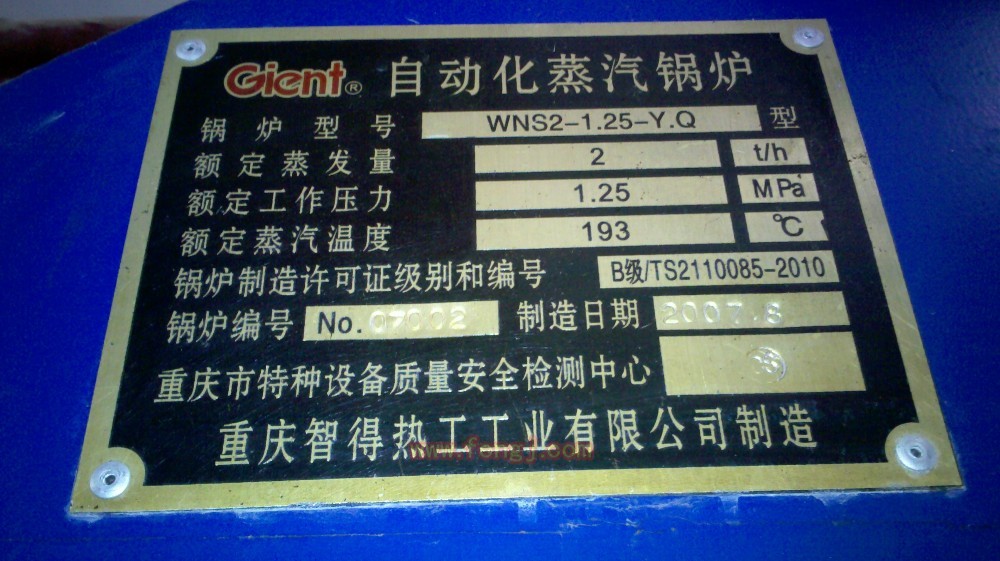 Gient® 自动化蒸汽锅炉
锅炉型号 WNS2-1.25-Y.Q 型
额定蒸发量 2 t/h
额定工作压力 1.25 MPa
额定蒸汽温度 193 ℃
锅炉制造许可证级别和编号 B级/TS2110085-2010
锅炉编号 No. 07002 制造日期 2007.8
重庆市特种设备质量安全检测中心
重庆智得热工工业有限公司制造